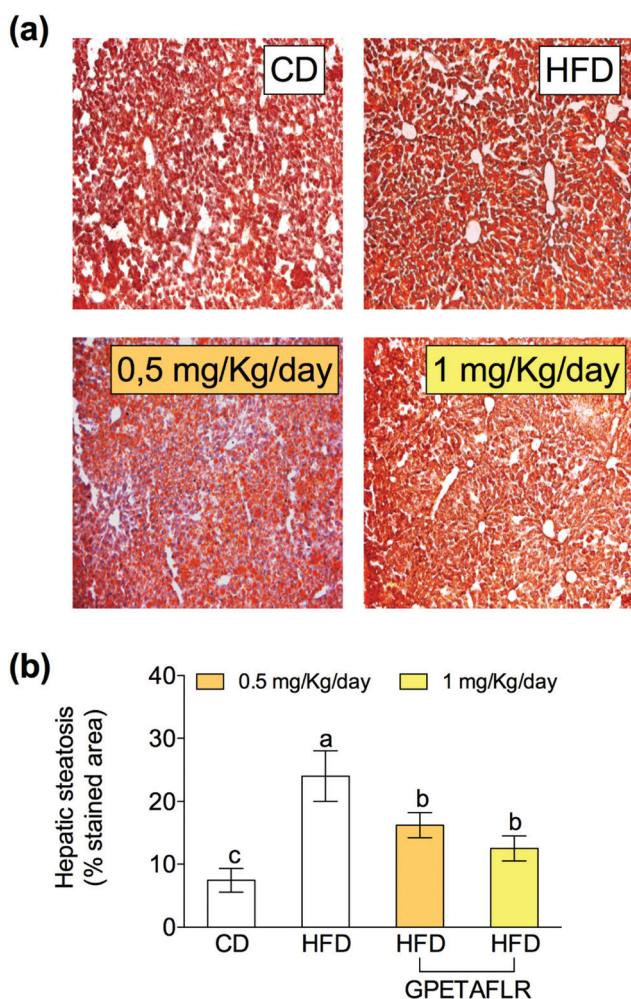 (a)
CD
HFD
0,5 mg/Kg/day
1 mg/Kg/day
(b)
0.5 mg/Kg/day
1 mg/Kg/day
Hepatic steatosis
(% stained area)
40
30
20
10
0
c
a
b
b
CD
HFD
HFD
HFD
GPETAFLR